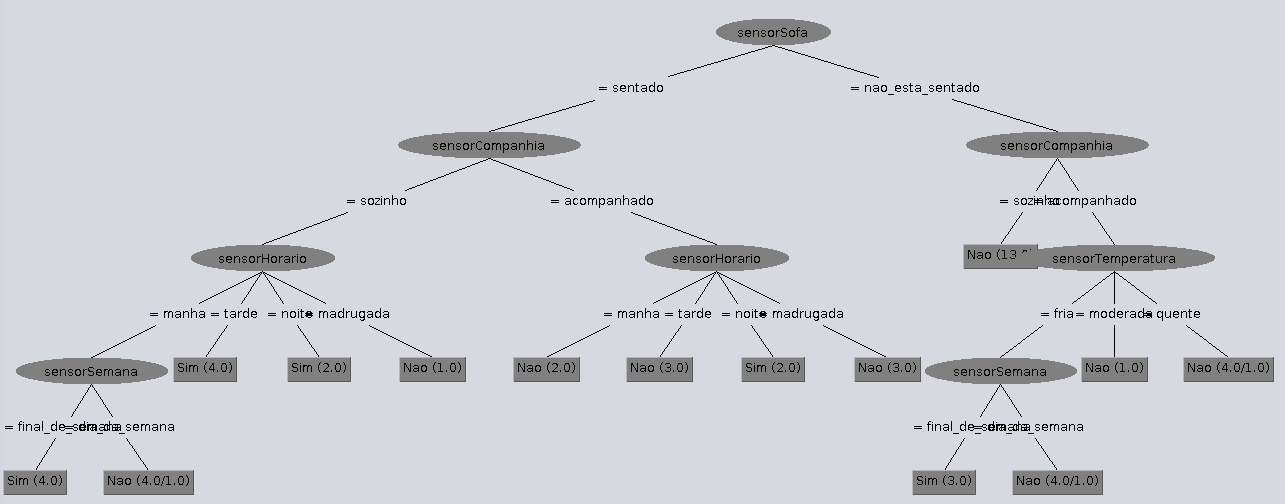 sensorSofa
= sentado
= nao_esta_sentado
sensorCompanhia
sensorCompanhia
= sozinho
= acompanhado
= sozinho
= acompanhado
sensorHorario
sensorHorario
Nao (13.0)
sensorTemperatura
= manha
= tarde
= noite
= madrugada
= manha
= tarde
= noite
= madrugada
= fria
= moderada
= quente
sensorSemana
Sim (4.0)
Sim (2.0)
Nao (1.0)
Nao (2.0)
Nao (3.0)
Sim (2.0)
Nao (3.0)
sensorSemana
Nao (1.0)
Nao (4.0/1.0)
= final_de_semana
= dia_da_semana
= final_de_semana
= dia_da_semana
Sim (4.0)
Nao (4.0/1.0)
Sim (3.0)
Nao (4.0/1.0)